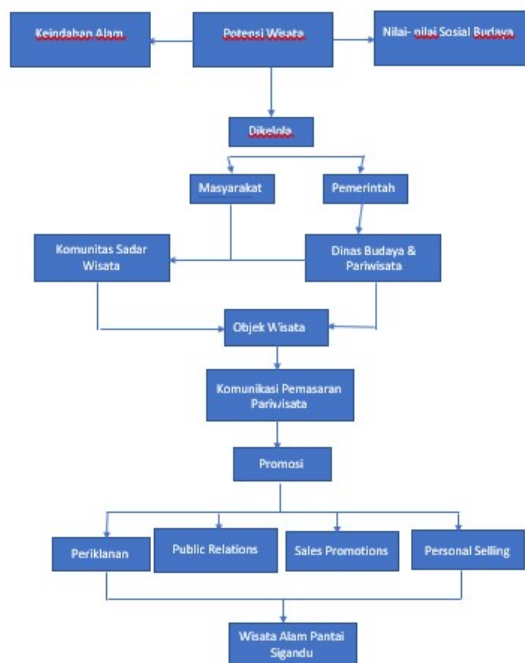 Keindahan Alam
Potensi Wisata
Nilai- nilai Sosial Budaya
Dikelola
Masyarakat
Pemerintah
Komunitas Sadar
Wisata
Dinas Budaya &
Pariwisata
Objek Wisata
Komunikasi Pemasaran
Pariwisata
Promosi
Periklanan
Public Relations
Sales Promotions
Personal Selling
Wisata Alam Pantai
Sigandu